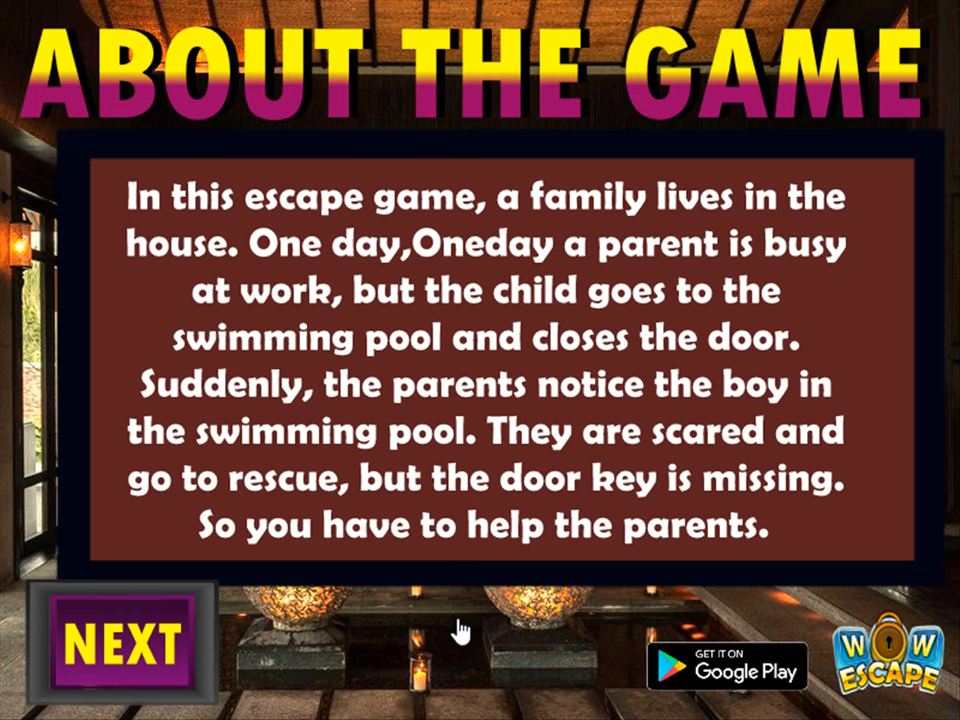 ABOUT THE GAME
In this escape game, a family lives in the
house. One day,Oneday a parent is busy
at work, but the child goes to the
swimming pool and closes the door.
Suddenly, the parents notice the boy in
the swimming pool. They are scared and
go to rescue, but the door key is missing.
So you have to help the parents.
NEXT
GET IT ON
Google Play
WOW
ESCAPE